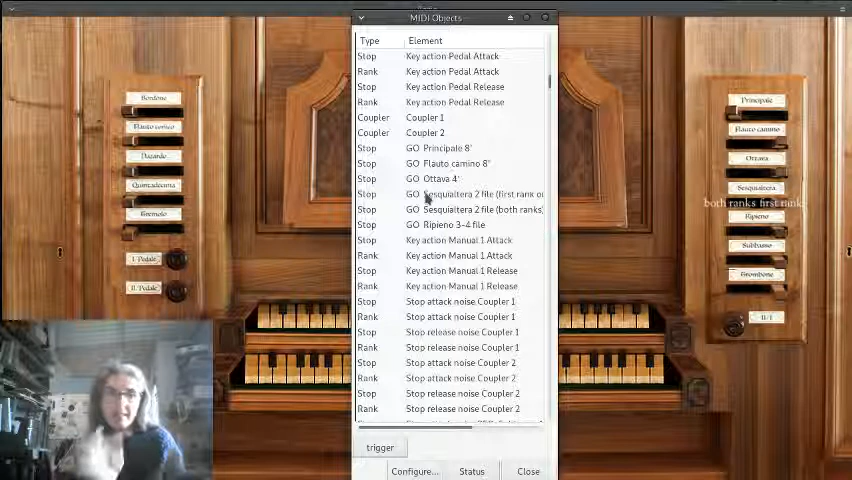 MIDI Objects
Type Element
Stop Key action Pedal Attack
Rank Key action Pedal Attack
Stop Key action Pedal Release
Rank Key action Pedal Release
Coupler Coupler 1
Coupler Coupler 2
Stop GO Principale 8'
Stop GO Flauto camino 8'
Stop GO Ottava 4'
Stop GO Sesquialtera 2 file (first rank o
Stop GO Sesquialtera 2 file (both ranks)
Stop GO Ripieno 3-4 file
Stop Key action Manual 1 Attack
Rank Key action Manual 1 Attack
Stop Key action Manual 1 Release
Rank Key action Manual 1 Release
Stop Stop attack noise Coupler 1
Rank Stop attack noise Coupler 1
Stop Stop release noise Coupler 1
Rank Stop release noise Coupler 1
Stop Stop attack noise Coupler 2
Rank Stop attack noise Coupler 2
Stop Stop release noise Coupler 2
Rank Stop release noise Coupler 2
trigger
Configure...
Status
Close
Bordone
Flauto conico
Nazardo
Quintadecima
Tremolo
I. Pedale
II. Pedale
Principale
Flauto camino
Ottava
Sesquialtera
both ranks first rank
Ripieno
Subbasso
Trombone
II/I